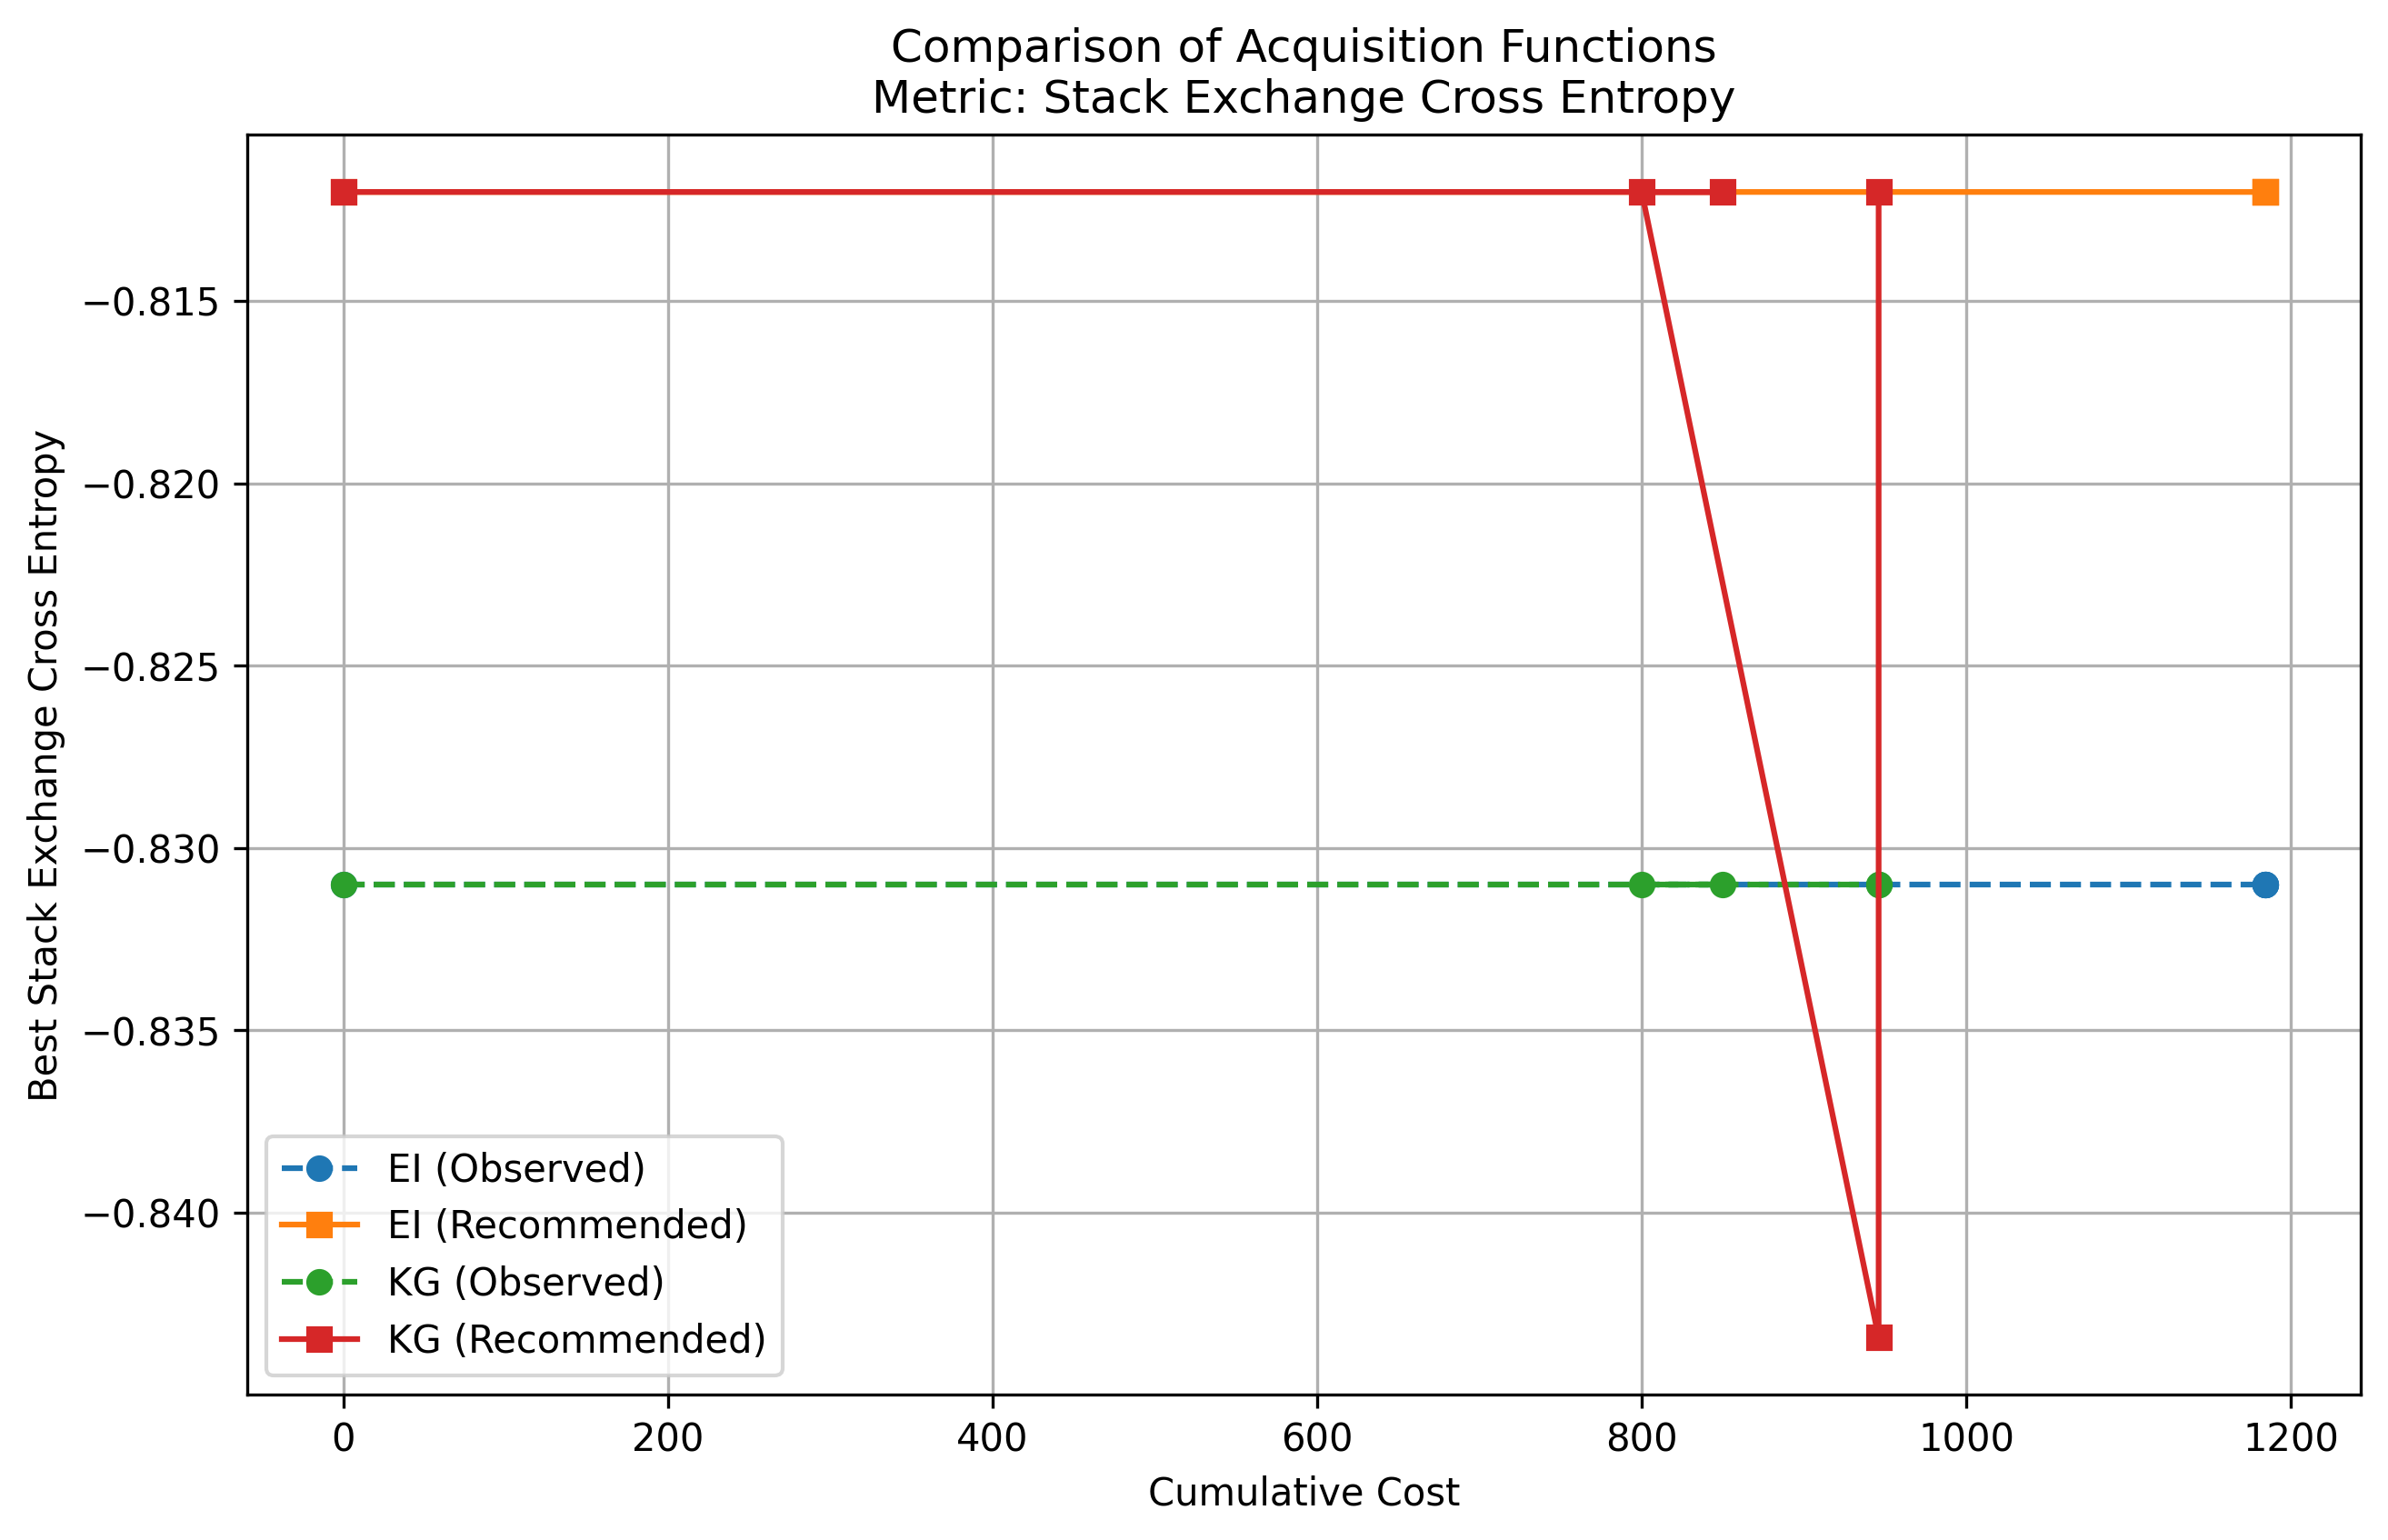 Comparison of Acquisition Functions
Metric: Stack Exchange Cross Entropy
Best Stack Exchange Cross Entropy
−0.815
−0.820
−0.825
−0.830
−0.835
−0.840
EI (Observed)
EI (Recommended)
KG (Observed)
KG (Recommended)
0 200 400 600 800 1000 1200
Cumulative Cost